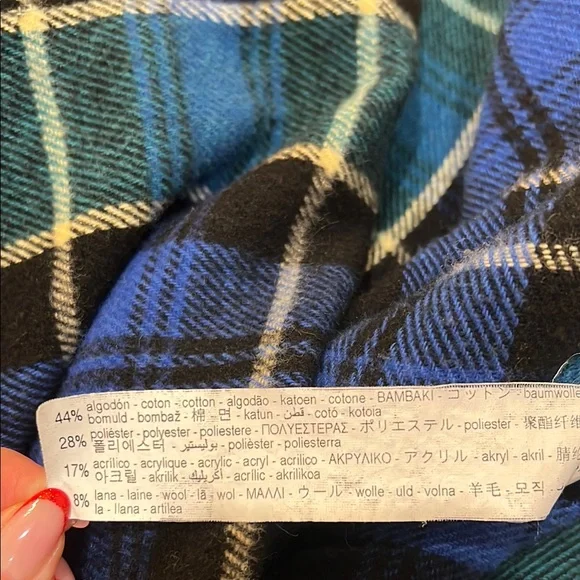 44% algodón - coton - cotton - algodão - katoen - cotone - ΒΑΜΒΑΚΙ - コットン - baumwolle
bomuld - bombaž - 棉 - 면 - katun - قطن - cotó - kotoia
28% poliéster - polyester - poliestere - ΠΟΛΥΕΣΤΕΡΑΣ - ポリエステル - poliester - 聚酯纤
폴리에스터 - بوليستير - polièster - poliesterra
17% acrílico - acrylique - acrylic - acryl - acrilico - ΑΚΡΥΛΙΚΟ - アクリル - akryl - akril - 腈纶
아크릴 - akrilik - أكريليك - acrílic - akrilikoa
8% lana - laine - wool - lã - wol - ΜΑΛΛΙ - ウール - wolle - uld - volna - 羊毛 - 모직 -
la - llana - artilea